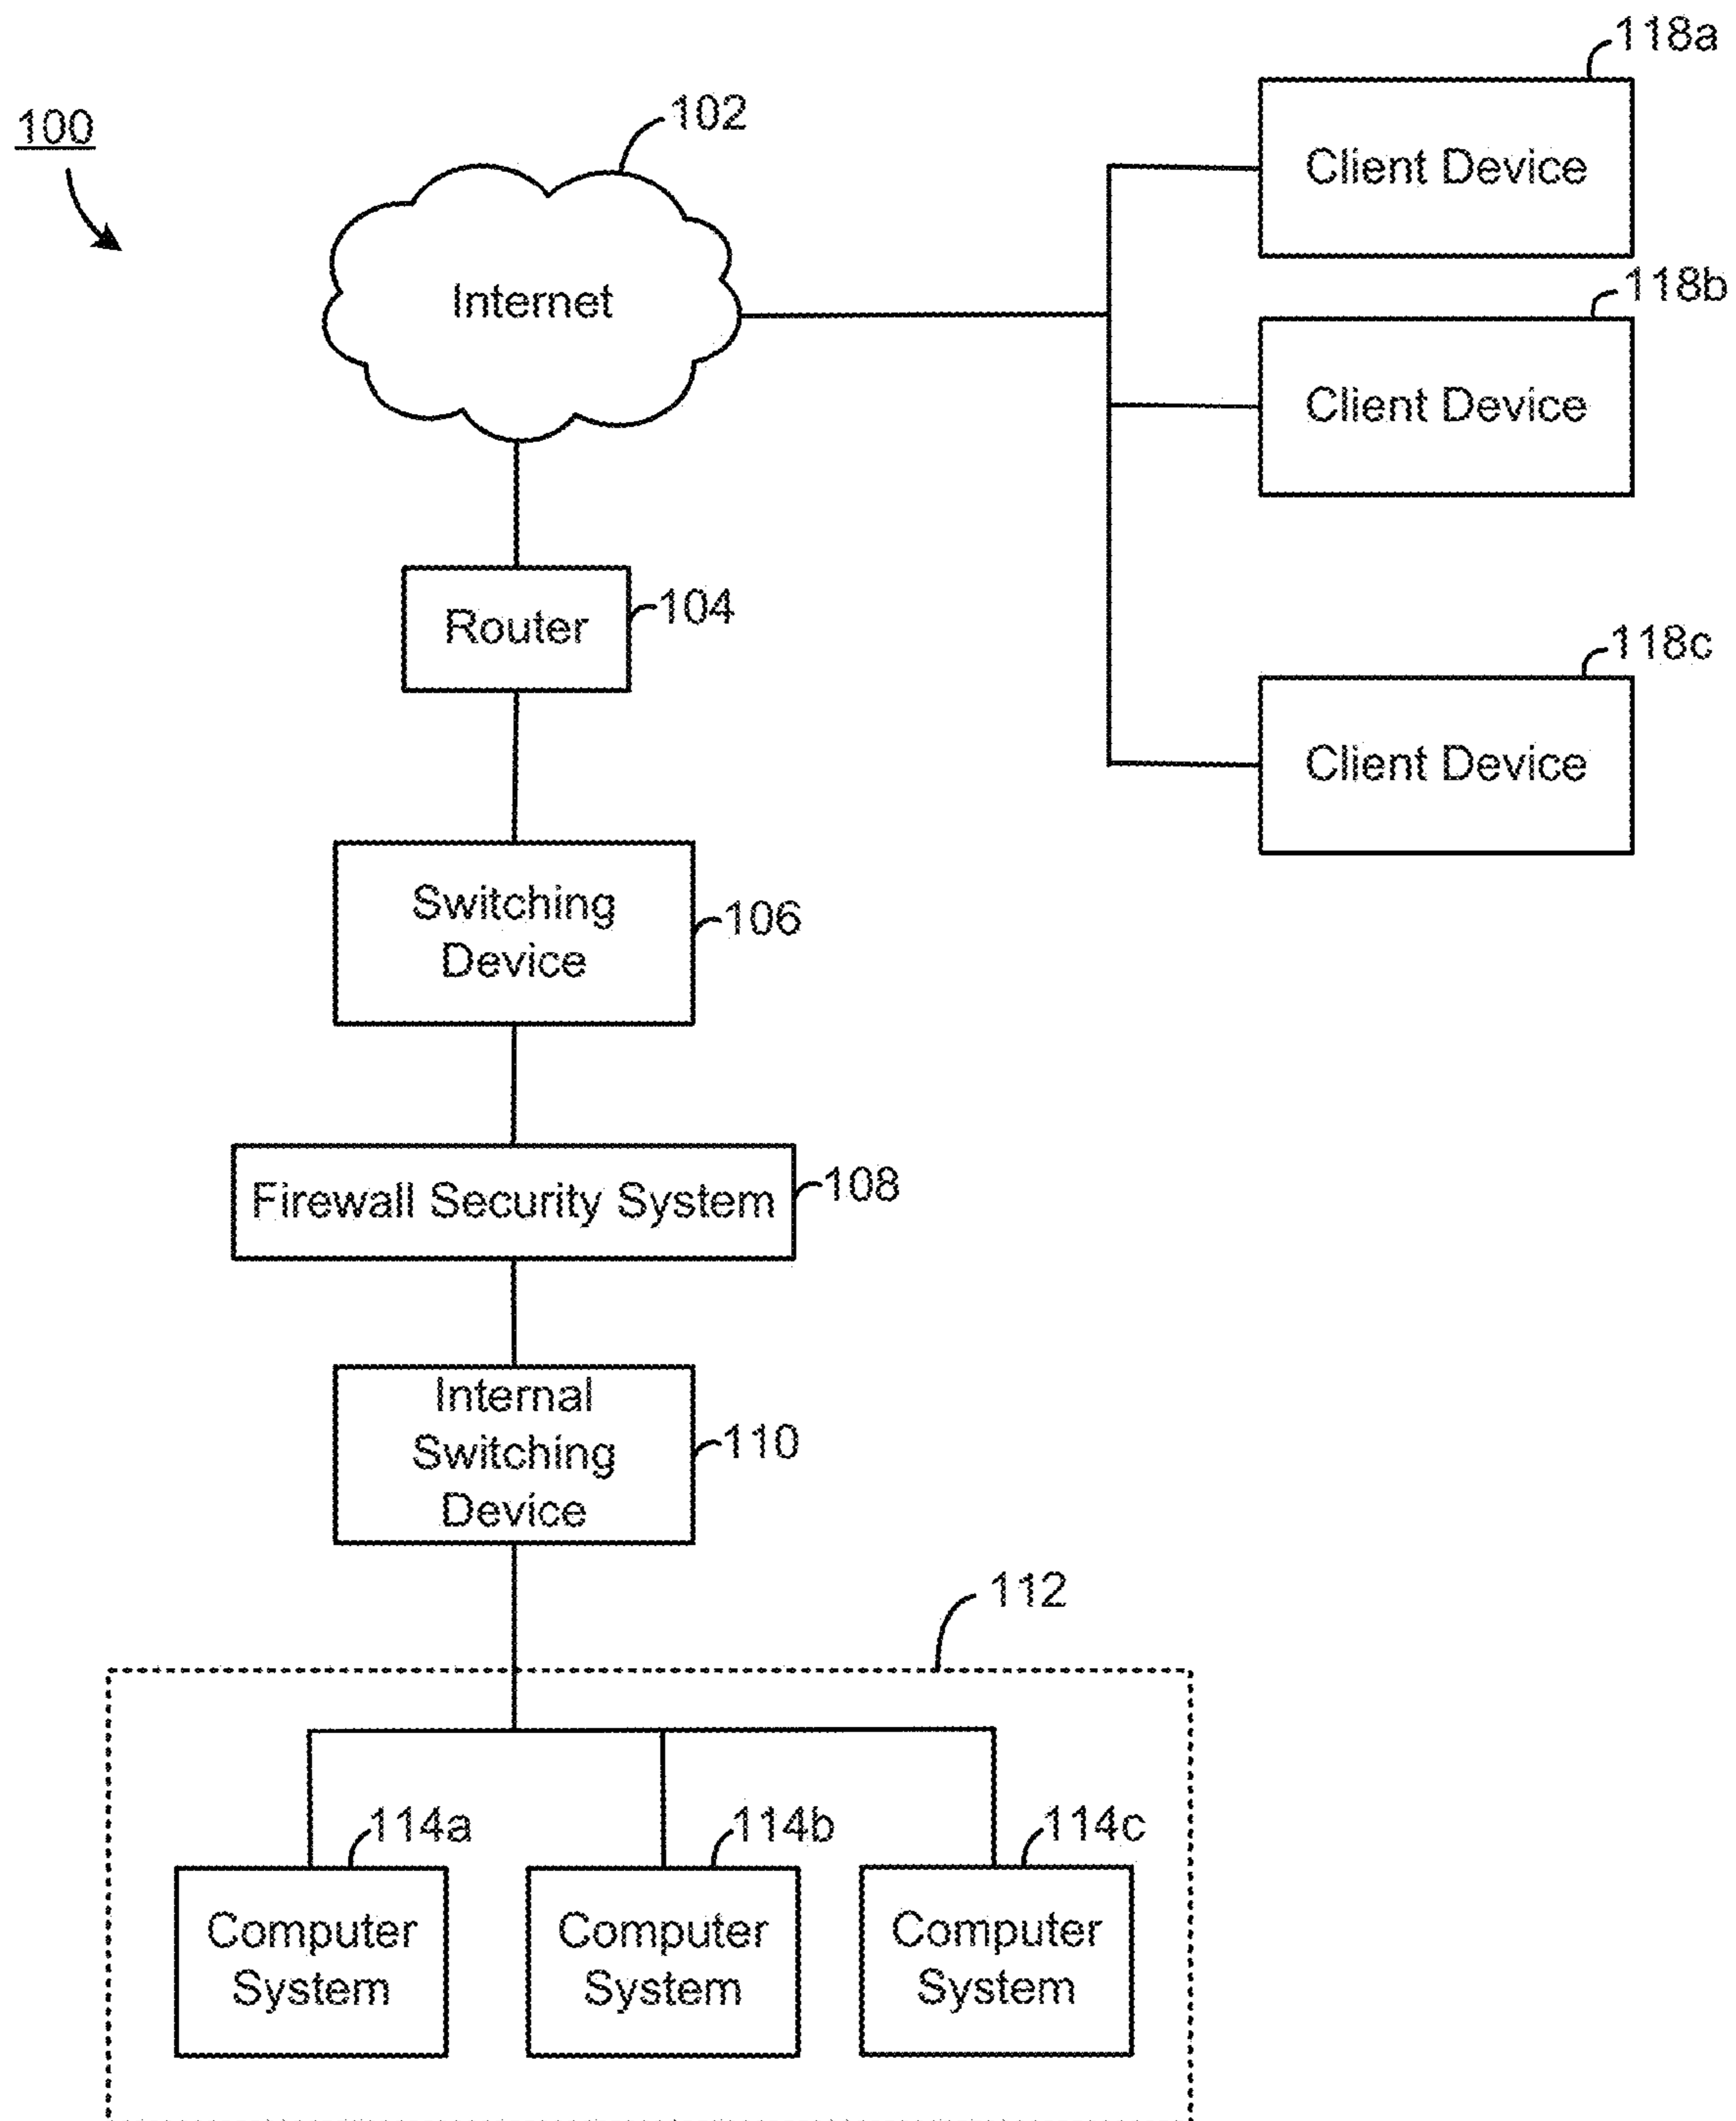 118a
100
102
Client Device
Internet
118b
Client Device
104
Router
118c
Client Device
Switching
Device
106
Firewall Security System
108
Internal
Switching
Device
110
112
114a
114b
114c
Computer
System
Computer
System
Computer
System